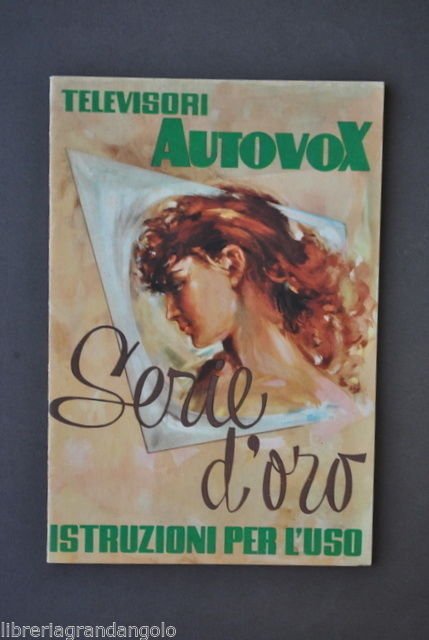 TELEVISORI
AUTOVOX
Serie
d'oro
ISTRUZIONI PER L'USO
libreriagrandangolo